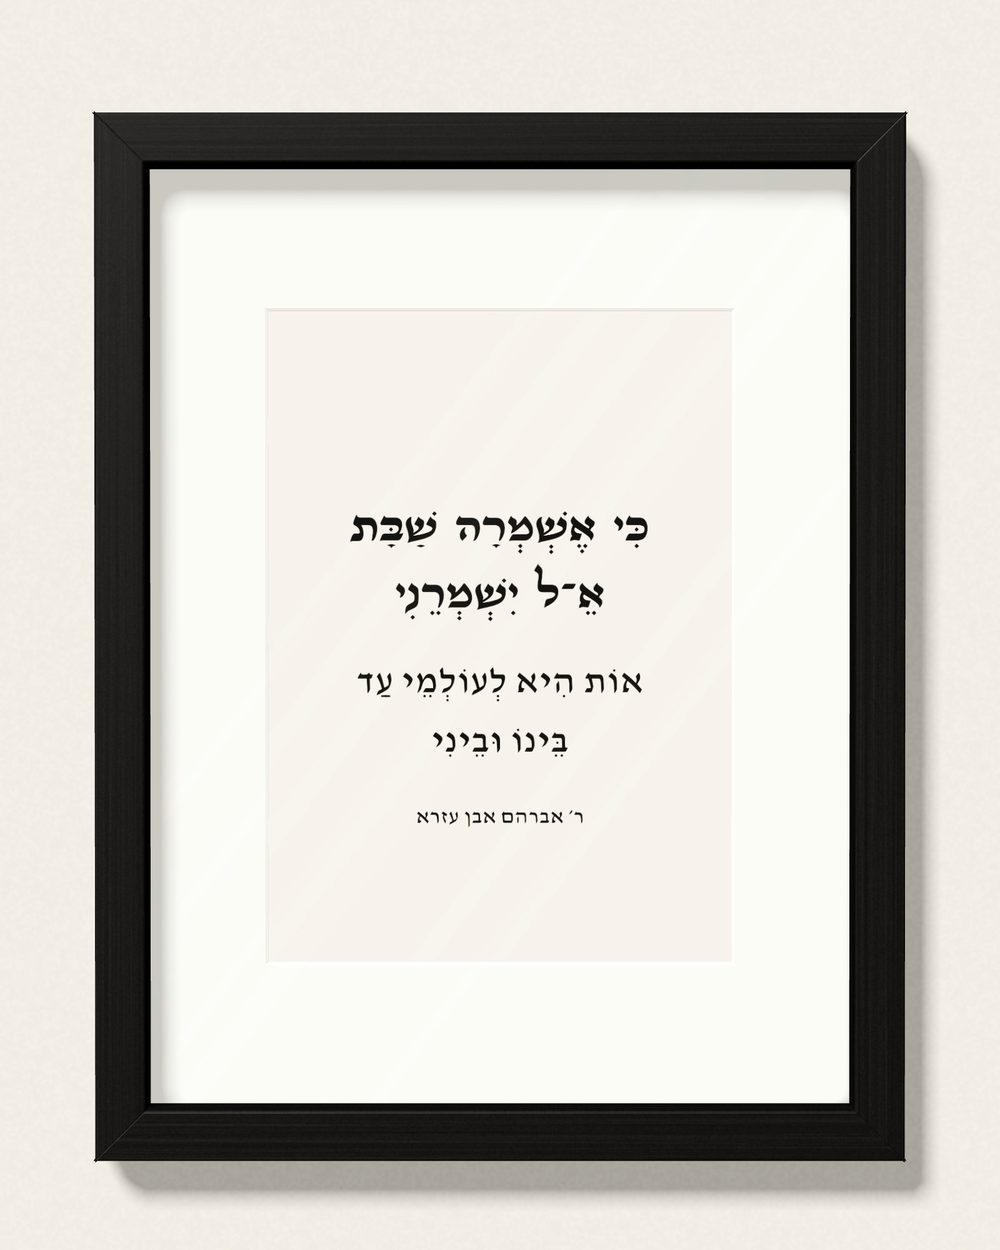 כִּי אֶשְׁמְרָה שַׁבָּת
אֵ־ל יִשְׁמְרֵנִי
אוֹת הִיא לְעוֹלְמֵי עַד
בֵּינוֹ וּבֵינִי
ר׳ אברהם אבן עזרא